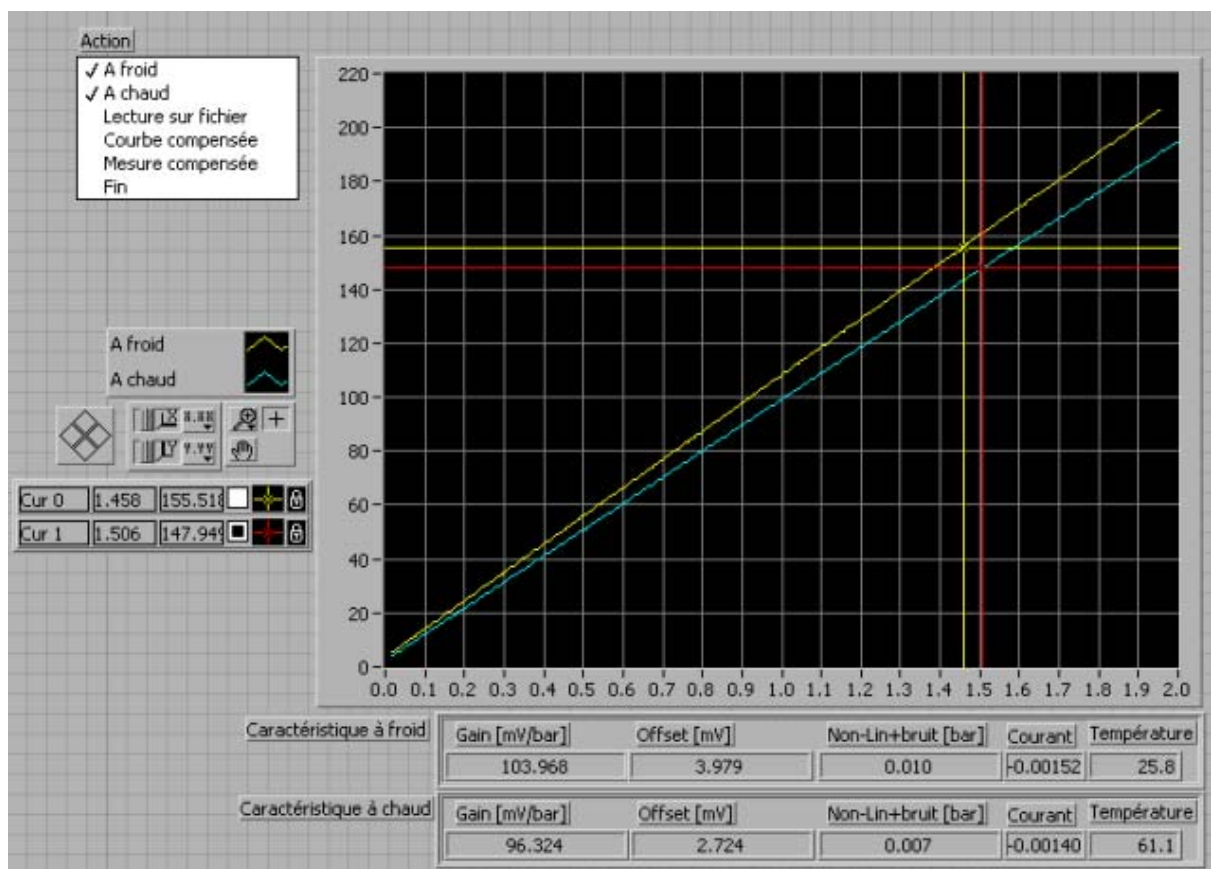 Action
✓ A froid
✓ A chaud
Lecture sur fichier
Courbe compensée
Mesure compensée
Fin
220
200
180
160
140
120
100
80
60
40
20
0
0.0 0.1 0.2 0.3 0.4 0.5 0.6 0.7 0.8 0.9 1.0 1.1 1.2 1.3 1.4 1.5 1.6 1.7 1.8 1.9 2.0
A froid
A chaud
X X.XX
Y Y.YY
Cur 0 1.458 155.518
Cur 1 1.506 147.949
Caractéristique à froid
Gain [mV/bar] Offset [mV] Non-Lin+bruit [bar] Courant Température
103.968 3.979 0.010 -0.00152 25.8
Caractéristique à chaud
Gain [mV/bar] Offset [mV] Non-Lin+bruit [bar] Courant Température
96.324 2.724 0.007 -0.00140 61.1